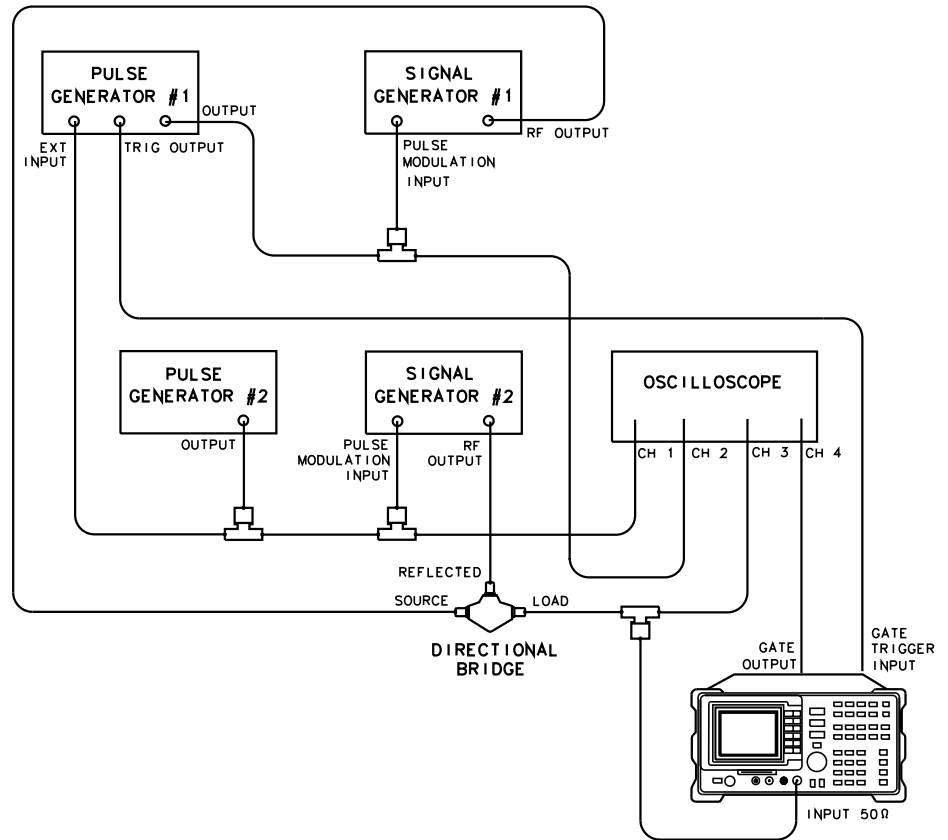 PULSE
GENERATOR #1
OUTPUT
EXT
INPUT
TRIG OUTPUT
SIGNAL
GENERATOR #1
RF OUTPUT
PULSE
MODULATION
INPUT
PULSE
GENERATOR #2
OUTPUT
SIGNAL
GENERATOR #2
PULSE
MODULATION
INPUT
RF
OUTPUT
OSCILLOSCOPE
CH 1
CH 2
CH 3
CH 4
REFLECTED
SOURCE
LOAD
DIRECTIONAL
BRIDGE
GATE
OUTPUT
GATE
TRIGGER
INPUT
INPUT 50Ω